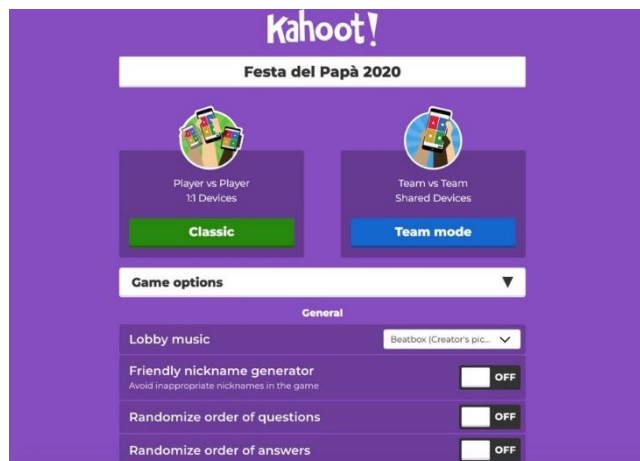 Kahoot!
Festa del Papà 2020
Player vs Player
1:1 Devices
Classic
Team vs Team
Shared Devices
Team mode
Game options
General
Lobby music
Beatbox (Creator's pic...
Friendly nickname generator
Avoid inappropriate nicknames in the game
OFF
Randomize order of questions
OFF
Randomize order of answers
OFF